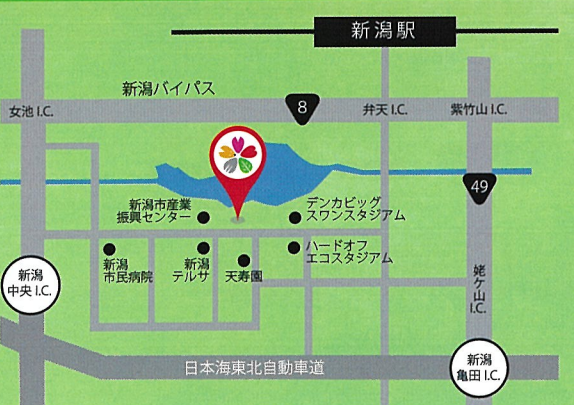 新潟駅
新潟バイパス
女池 I.C.
8
弁天 I.C.
紫竹山 I.C.
49
新潟市産業
振興センター
デンカビッグ
スワンスタジアム
新潟
市民病院
新潟
テルサ
天寿園
ハードオフ
エコスタジアム
新潟
中央 I.C.
姥ケ山
I.C.
日本海東北自動車道
新潟
亀田 I.C.